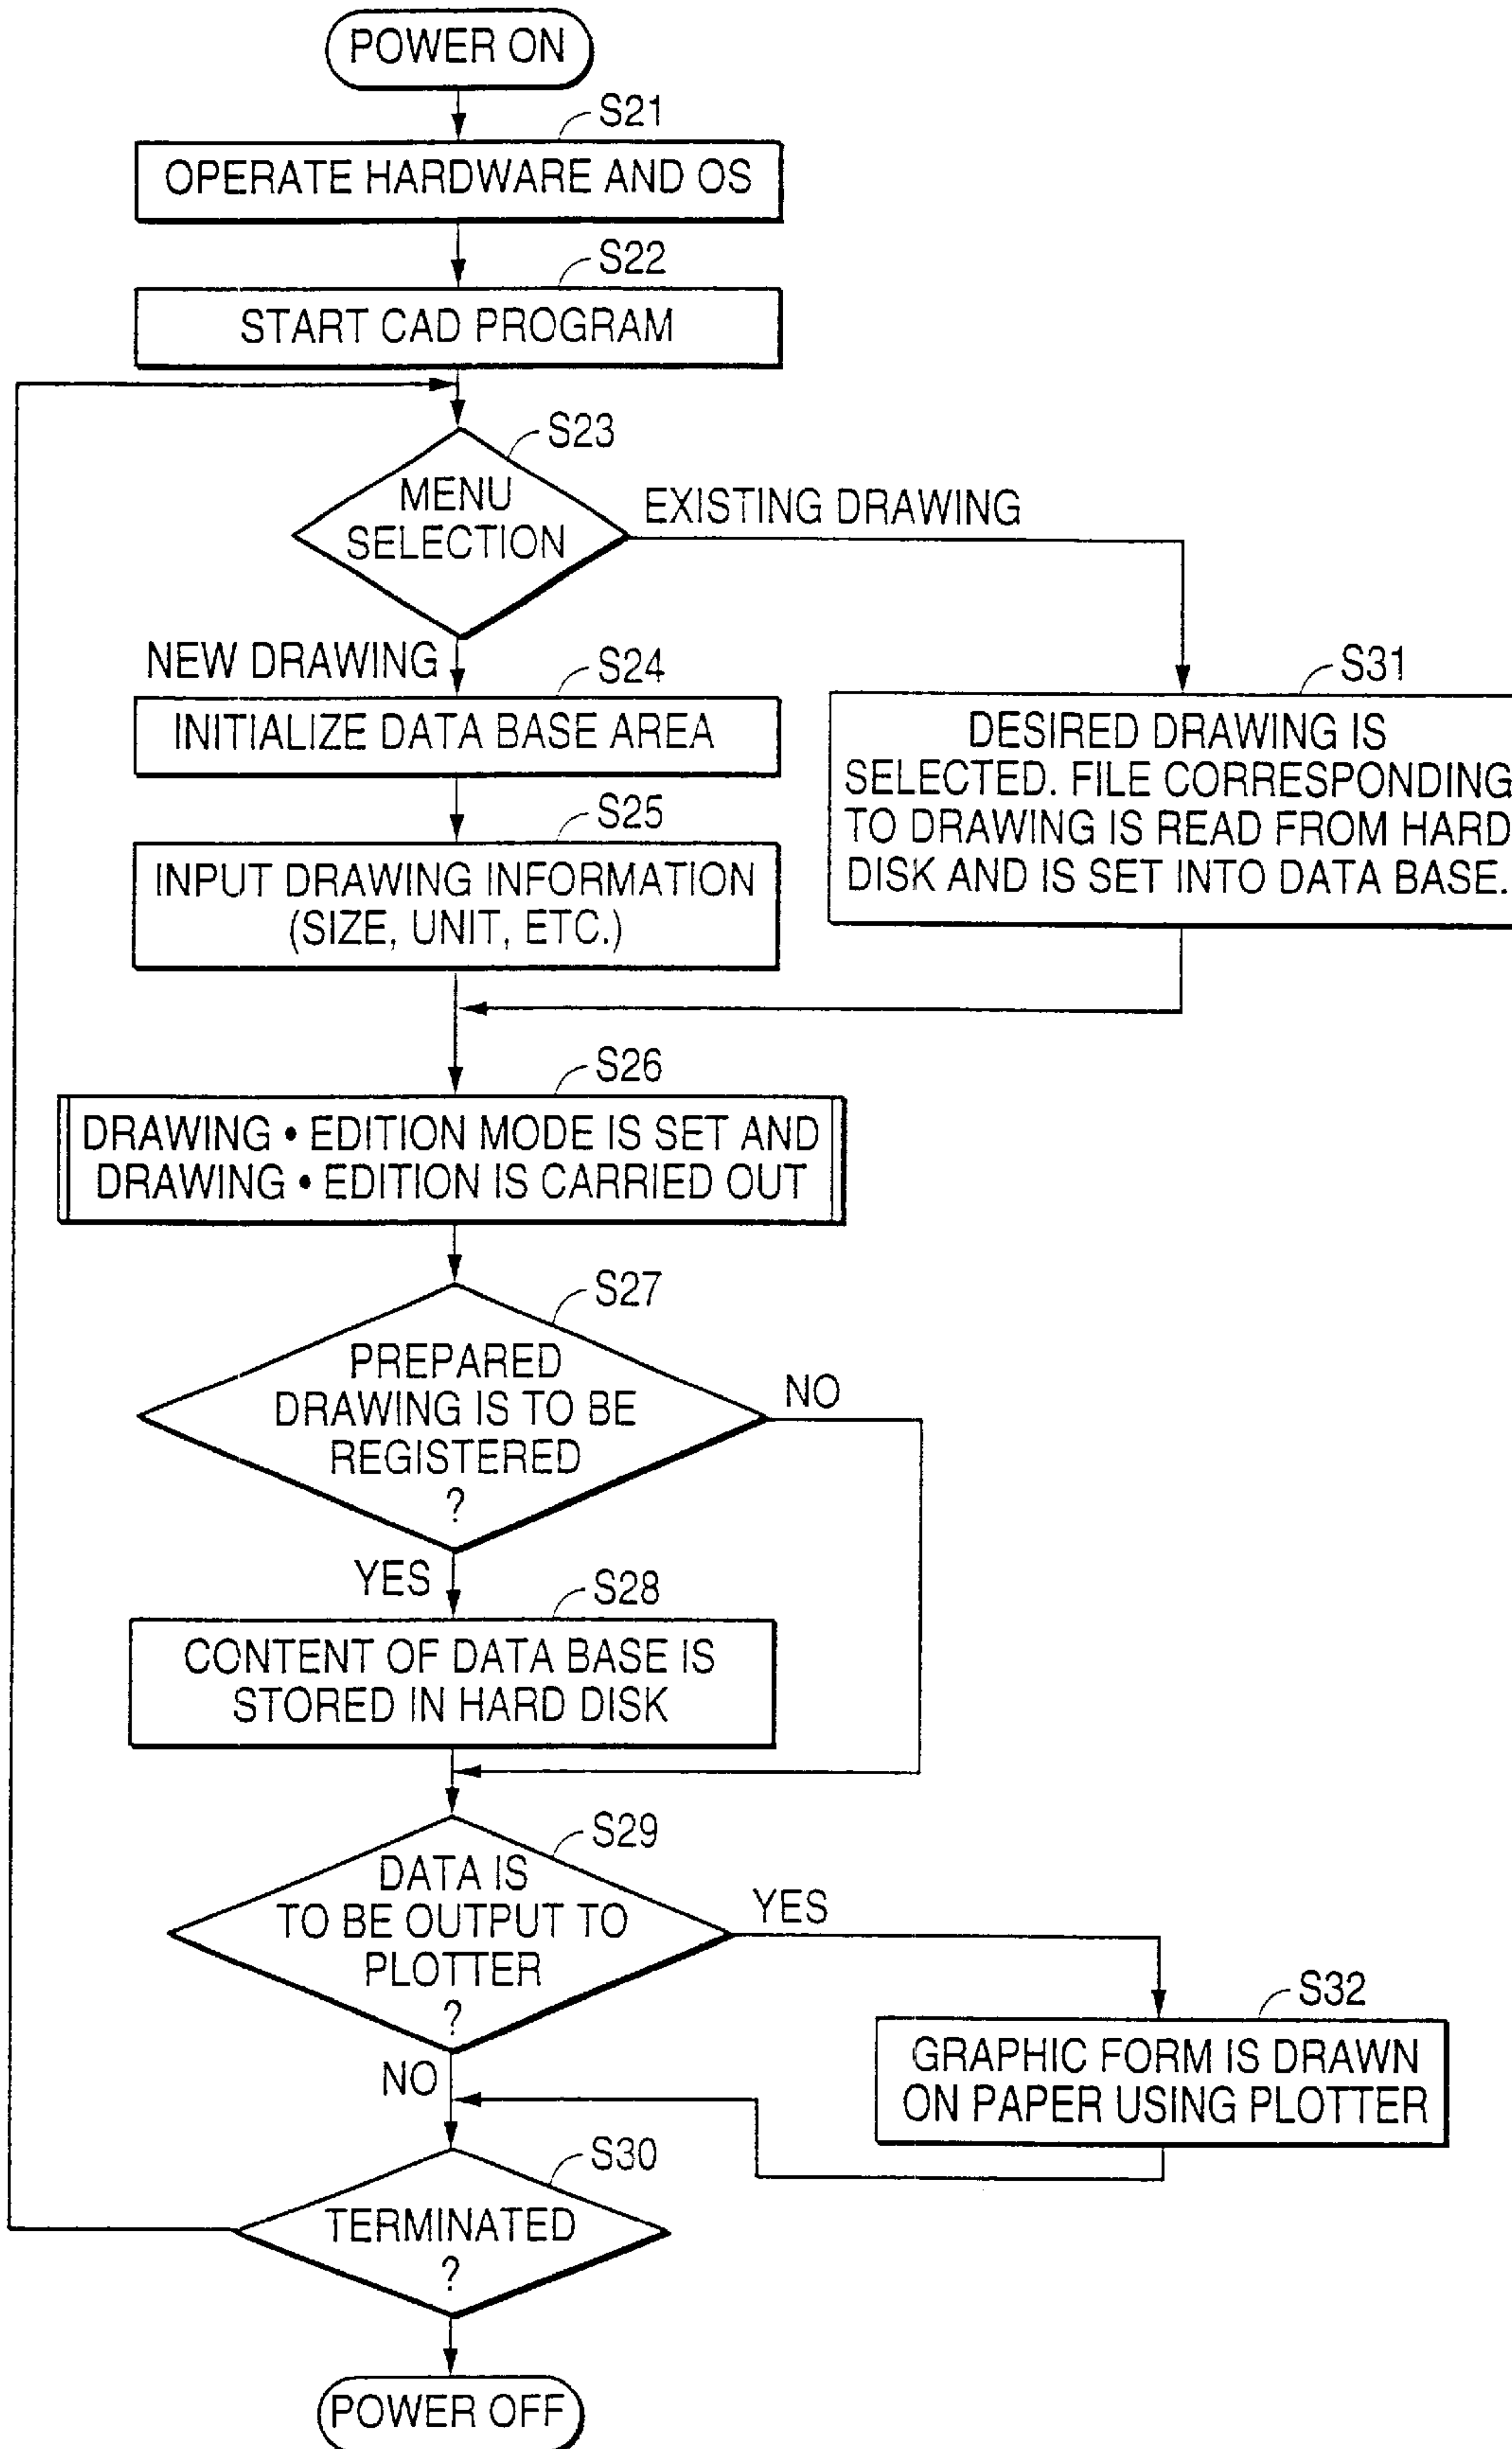 POWER ON
S21
OPERATE HARDWARE AND OS
S22
START CAD PROGRAM
S23
MENU
SELECTION
EXISTING DRAWING
NEW DRAWING
S24
INITIALIZE DATA BASE AREA
S31
DESIRED DRAWING IS
SELECTED. FILE CORRESPONDING
TO DRAWING IS READ FROM HARD
DISK AND IS SET INTO DATA BASE.
S25
INPUT DRAWING INFORMATION
(SIZE, UNIT, ETC.)
S26
DRAWING • EDITION MODE IS SET AND
DRAWING • EDITION IS CARRIED OUT
S27
PREPARED
DRAWING IS TO BE
REGISTERED
?
NO
YES
S28
CONTENT OF DATA BASE IS
STORED IN HARD DISK
S29
DATA IS
TO BE OUTPUT TO
PLOTTER
?
YES
S32
GRAPHIC FORM IS DRAWN
ON PAPER USING PLOTTER
NO
S30
TERMINATED
?
POWER OFF